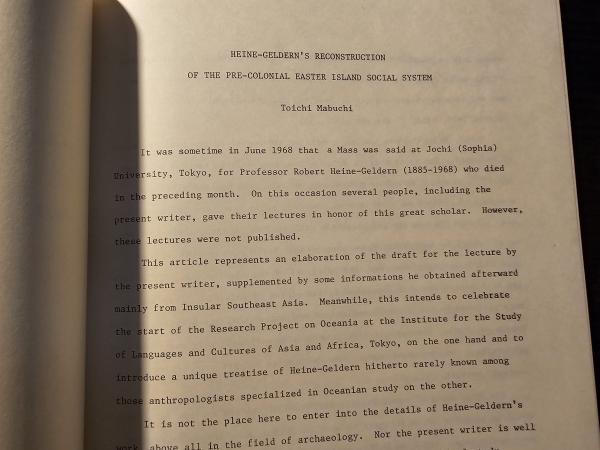 HEINE-GELDERN'S RECONSTRUCTION
OF THE PRE-COLONIAL EASTER ISLAND SOCIAL SYSTEM
Toichi Mabuchi
It was sometime in June 1968 that a Mass was said at Jochi (Sophia)
University, Tokyo, for Professor Robert Heine-Geldern (1885-1968) who died
in the preceding month. On this occasion several people, including the
present writer, gave their lectures in honor of this great scholar. However,
these lectures were not published.
This article represents an elaboration of the draft for the lecture by
the present writer, supplemented by some informations he obtained afterward
mainly from Insular Southeast Asia. Meanwhile, this intends to celebrate
the start of the Research Project on Oceania at the Institute for the Study
of Languages and Cultures of Asia and Africa, Tokyo, on the one hand and to
introduce a unique treatise of Heine-Geldern hitherto rarely known among
those anthropologists specialized in Oceanian study on the other.
It is not the place here to enter into the details of Heine-Geldern's
work, above all in the field of archaeology. Nor the present writer is well